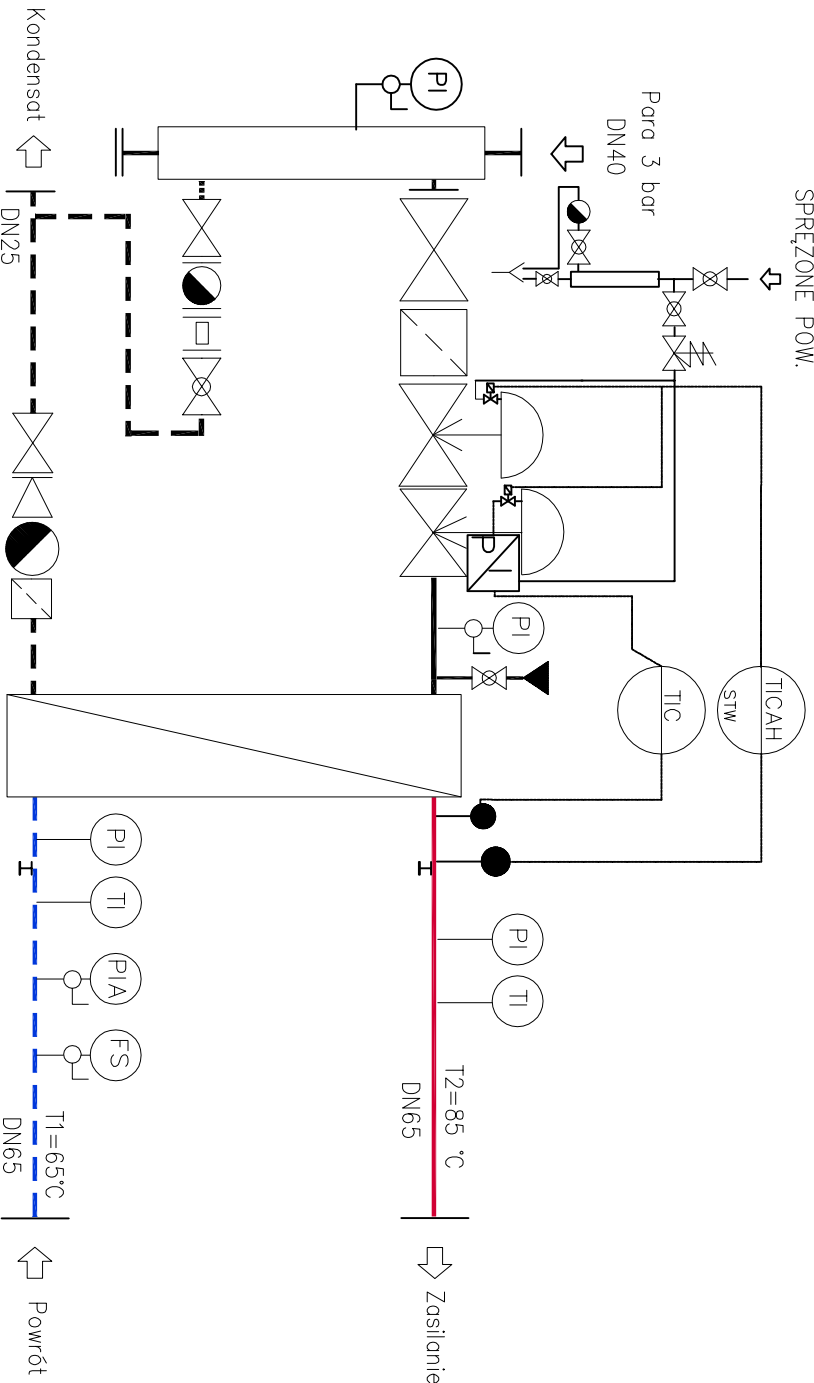 SPRĘZONE POW.
TICAH
STW
Para 3 bar
DN40
TIC
PI
P
I
PI
PI
TI
T2=85 °C
DN65
Zasilanie
Kondensat
DN25
PI
TI
PIA
FS
T1=65°C
DN65
Powrót